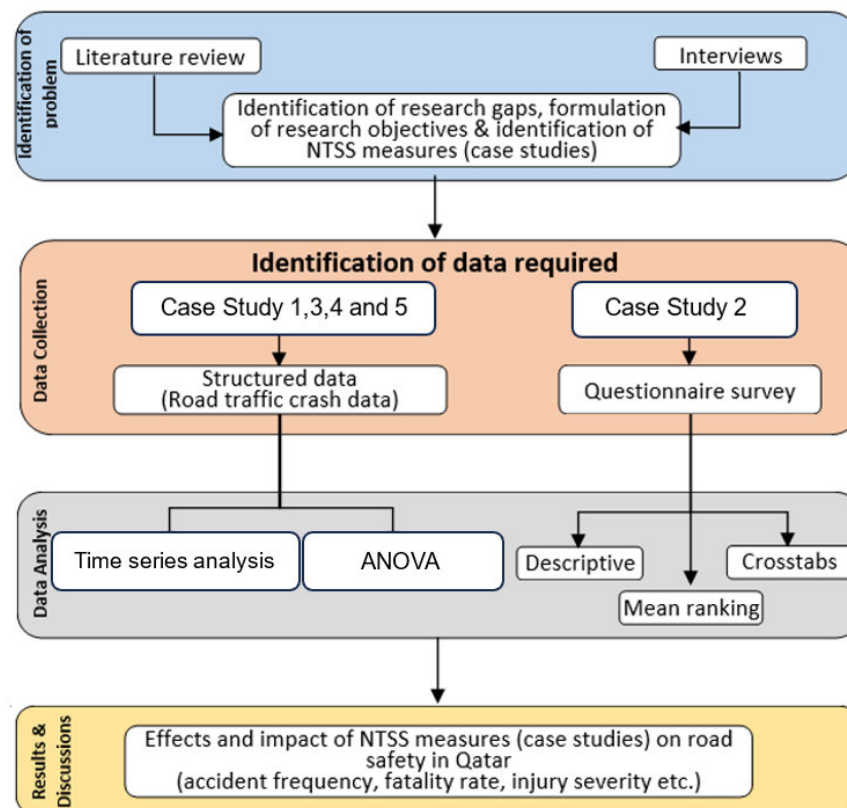 Identification of
problem
Literature review
Interviews
Identification of research gaps, formulation
of research objectives & identification of
NTSS measures (case studies)
Data Collection
Identification of data required
Case Study 1,3,4 and 5
Case Study 2
Structured data
(Road traffic crash data)
Questionnaire survey
Data Analysis
Time series analysis
ANOVA
Descriptive
Crosstabs
Mean ranking
Results &
Discussions
Effects and impact of NTSS measures (case studies) on road
safety in Qatar
(accident frequency, fatality rate, injury severity etc.)